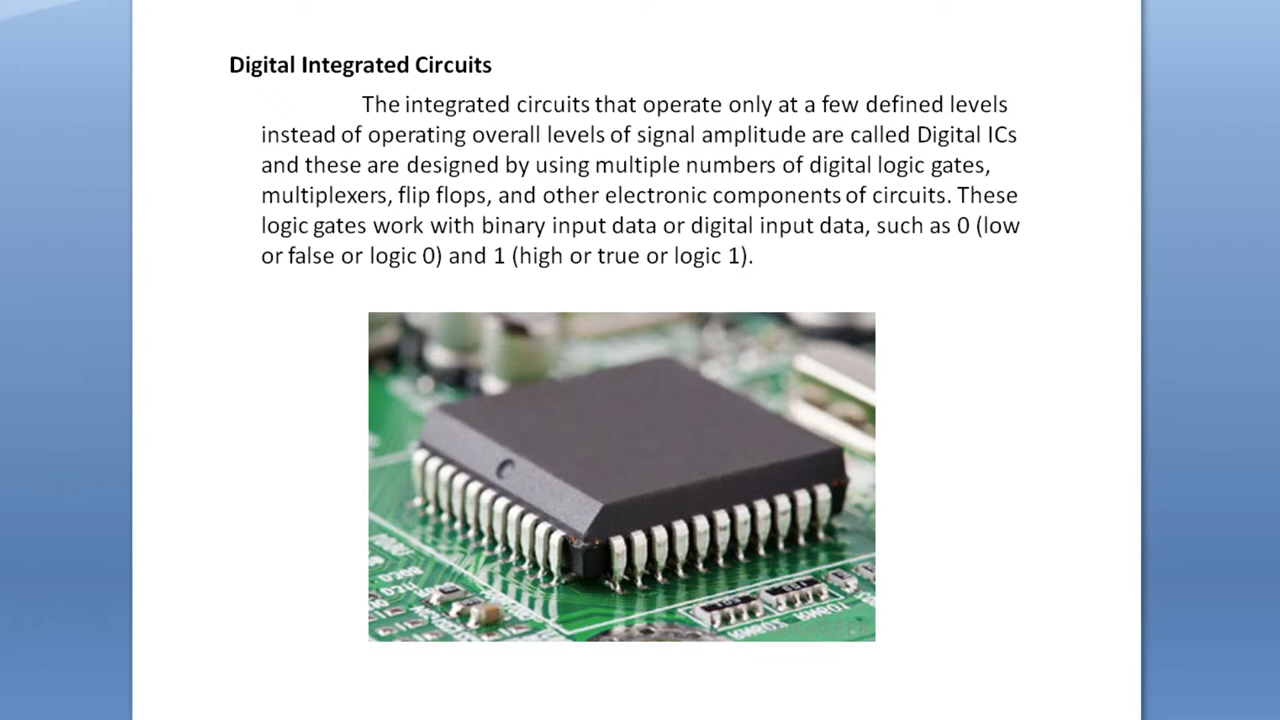 Digital Integrated Circuits
The integrated circuits that operate only at a few defined levels
instead of operating overall levels of signal amplitude are called Digital ICs
and these are designed by using multiple numbers of digital logic gates,
multiplexers, flip flops, and other electronic components of circuits. These
logic gates work with binary input data or digital input data, such as 0 (low
or false or logic 0) and 1 (high or true or logic 1).